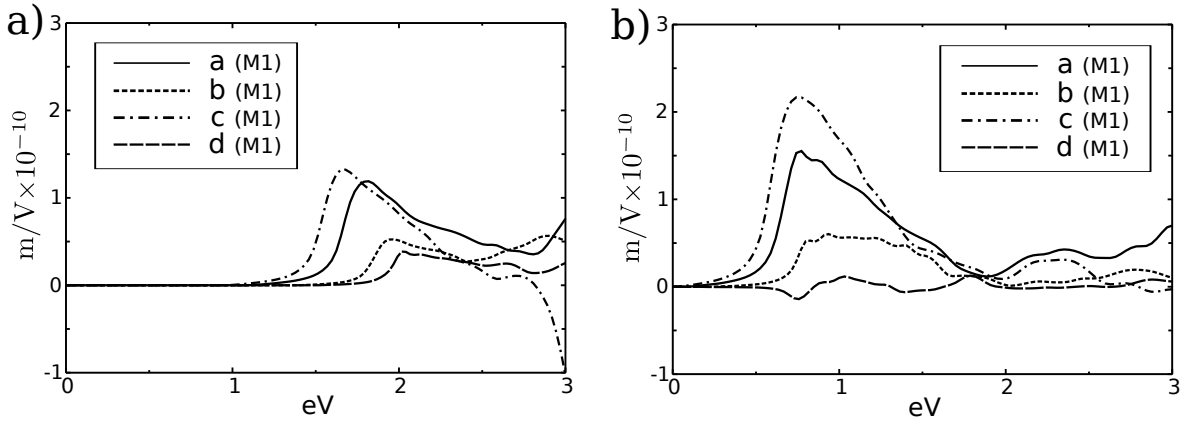 a)
m/V×10⁻¹⁰
3
2
1
0
-1
a (M1)
b (M1)
c (M1)
d (M1)
0
1
2
3
eV
b)
m/V×10⁻¹⁰
3
2
1
0
-1
a (M1)
b (M1)
c (M1)
d (M1)
0
1
2
3
eV